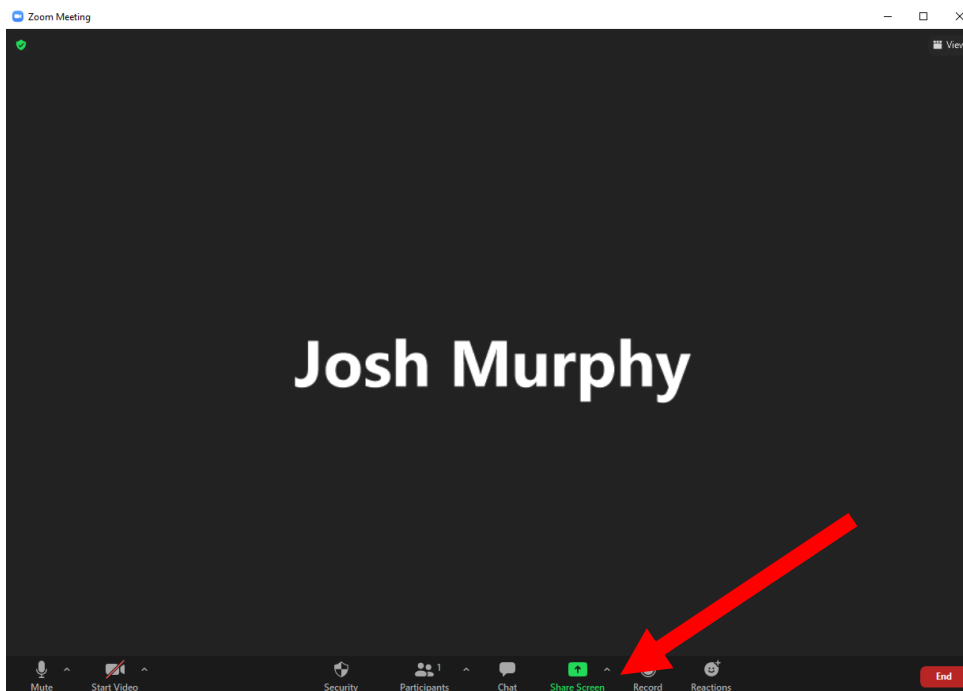 Zoom Meeting
View
Josh Murphy
1
Mute
Start Video
Security
Participants
Chat
Share Screen
Record
Reactions
End